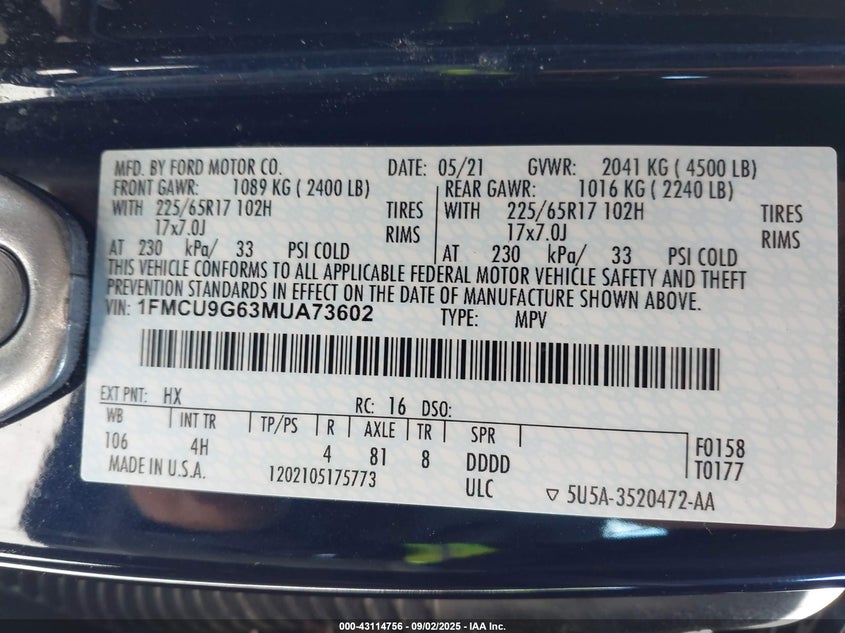 MFD. BY FORD MOTOR CO. DATE: 05/21 GVWR: 2041 KG ( 4500 LB)
FRONT GAWR: 1089 KG ( 2400 LB) REAR GAWR: 1016 KG ( 2240 LB)
WITH 225/65R17 102H TIRES WITH 225/65R17 102H TIRES
17x7.0J RIMS 17x7.0J RIMS
AT 230 kPa/ 33 PSI COLD AT 230 kPa/ 33 PSI COLD
THIS VEHICLE CONFORMS TO ALL APPLICABLE FEDERAL MOTOR VEHICLE SAFETY AND THEFT
PREVENTION STANDARDS IN EFFECT ON THE DATE OF MANUFACTURE SHOWN ABOVE.
VIN: 1FMCU9G63MUA73602 TYPE: MPV
EXT PNT: HX RC: 16 DSO:
WB INT TR TP/PS R AXLE TR SPR F0158
106 4H 4 81 8 DDDD T0177
MADE IN U.S.A. 1202105175773 ULC ▽ 5U5A-3520472-AA
000-43114756 - 09/02/2025 - IAA Inc.